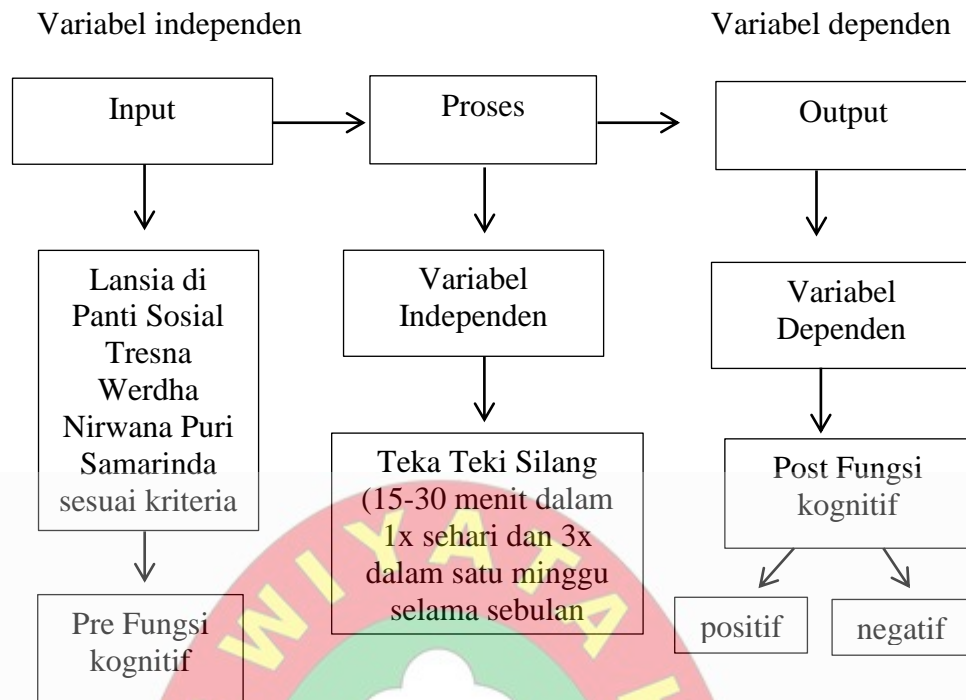 Variabel independen
Variabel dependen
Input
Proses
Output
Lansia di
Panti Sosial
Tresna
Werdha
Nirwana Puri
Samarinda
sesuai kriteria
Variabel
Independen
Variabel
Dependen
Teka Teki Silang
(15-30 menit dalam
1x sehari dan 3x
dalam satu minggu
selama sebulan
Post Fungsi
kognitif
positif
negatif
Pre Fungsi
kognitif
WIYATA